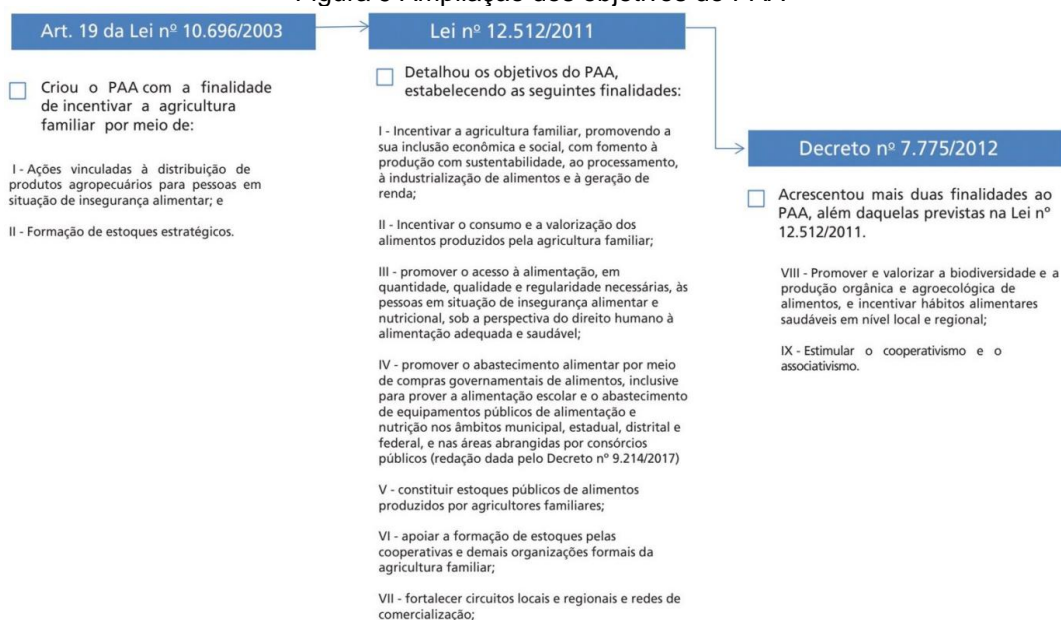 Art. 19 da Lei nº 10.696/2003
Criou o PAA com a finalidade
de incentivar a agricultura
familiar por meio de:
I - Ações vinculadas à distribuição de
produtos agropecuários para pessoas em
situação de insegurança alimentar; e
II - Formação de estoques estratégicos.
Lei nº 12.512/2011
Detalhou os objetivos do PAA,
estabelecendo as seguintes finalidades:
I - Incentivar a agricultura familiar, promovendo a
sua inclusão econômica e social, com fomento à
produção com sustentabilidade, ao processamento,
à industrialização de alimentos e à geração de
renda;
II - Incentivar o consumo e a valorização dos
alimentos produzidos pela agricultura familiar;
III - promover o acesso à alimentação, em
quantidade, qualidade e regularidade necessárias, às
pessoas em situação de insegurança alimentar e
nutricional, sob a perspectiva do direito humano à
alimentação adequada e saudável;
IV - promover o abastecimento alimentar por meio
de compras governamentais de alimentos, inclusive
para prover a alimentação escolar e o abastecimento
de equipamentos públicos de alimentação e
nutrição nos âmbitos municipal, estadual, distrital e
federal, e nas áreas abrangidas por consórcios
públicos (redação dada pelo Decreto nº 9.214/2017)
V - constituir estoques públicos de alimentos
produzidos por agricultores familiares;
VI - apoiar a formação de estoques pelas
cooperativas e demais organizações formais da
agricultura familiar;
VII - fortalecer circuitos locais e regionais e redes de
comercialização;
Decreto nº 7.775/2012
Acrescentou mais duas finalidades ao
PAA, além daquelas previstas na Lei nº
12.512/2011.
VIII - Promover e valorizar a biodiversidade e a
produção orgânica e agroecológica de
alimentos, e incentivar hábitos alimentares
saudáveis em nível local e regional;
IX - Estimular o cooperativismo e o
associativismo.